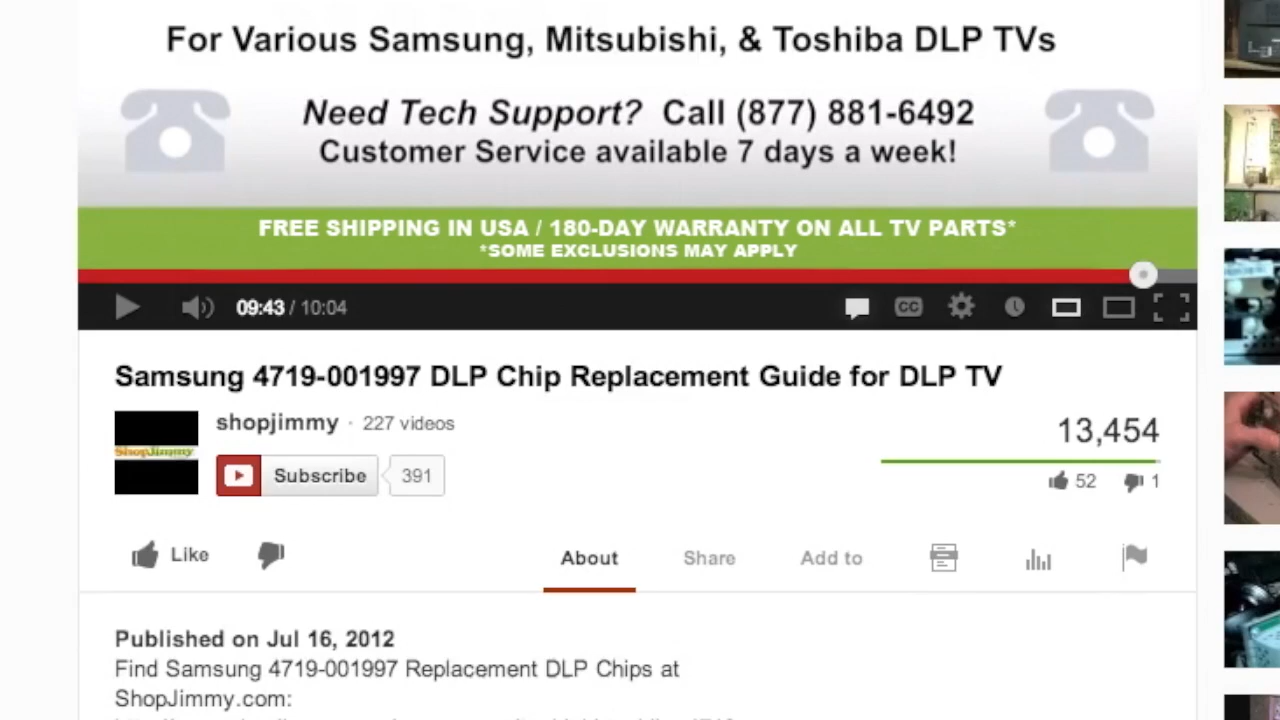 For Various Samsung, Mitsubishi, & Toshiba DLP TVs
Need Tech Support? Call (877) 881-6492
Customer Service available 7 days a week!
FREE SHIPPING IN USA / 180-DAY WARRANTY ON ALL TV PARTS*
*SOME EXCLUSIONS MAY APPLY
09:43 / 10:04
CC
Samsung 4719-001997 DLP Chip Replacement Guide for DLP TV
shopjimmy · 227 videos
ShopJimmy
Subscribe 391
13,454
52 1
Like
About Share Add to
Published on Jul 16, 2012
Find Samsung 4719-001997 Replacement DLP Chips at
ShopJimmy.com: